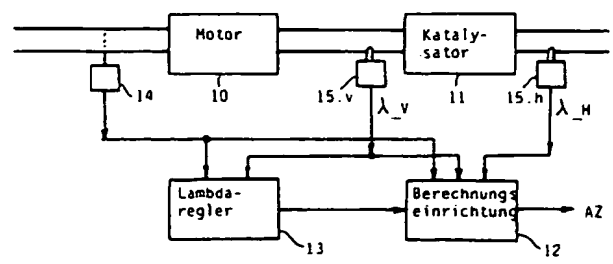 Motor
Kataly-
sator
14
10
15.v
11
15.h
λ_V
λ_H
Lambda-
regler
Berechnungs
einrichtung
AZ
13
12